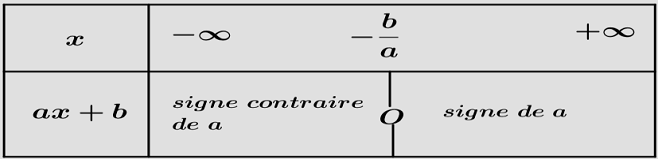 x −∞ −b/a +∞
ax + b signe contraire de a O signe de a